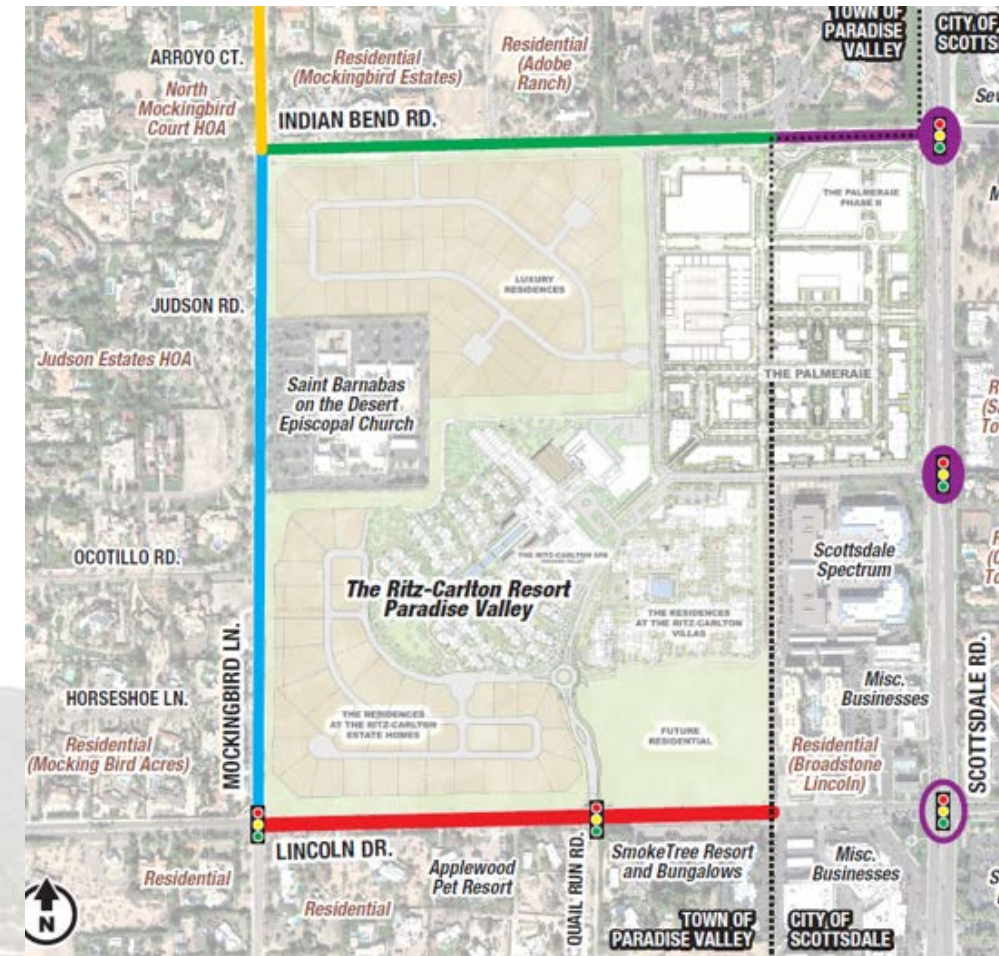 TOWN OF
PARADISE
VALLEY
CITY OF
ARROYO CT.
Residential
(Mockingbird Estates)
Residential
(Adobe
Ranch)
North
Mockingbird
Court HOA
INDIAN BEND RD.
THE PALMERAIE
PHASE II
LUXURY
RESIDENCES
JUDSON RD.
Judson Estates HOA
THE PALMERAIE
Saint Barnabas
on the Desert
Episcopal Church
OCOTILLO RD.
THE RITZ-CARLTON SPA
Scottsdale
Spectrum
The Ritz-Carlton Resort
Paradise Valley
THE RESIDENCES
AT THE RITZ-CARLTON
VILLAS
MOCKINGBIRD LN.
SCOTTSDALE RD.
HORSESHOE LN.
Misc.
Businesses
THE RESIDENCES
AT THE RITZ-CARLTON
ESTATE HOMES
FUTURE
RESIDENTIAL
Residential
(Mocking Bird Acres)
Residential
(Broadstone
Lincoln)
LINCOLN DR.
Residential
Applewood
Pet Resort
Residential
QUAIL RUN RD.
SmokeTree Resort
and Bungalows
Misc.
Businesses
TOWN OF
PARADISE VALLEY
CITY OF
SCOTTSDALE
N